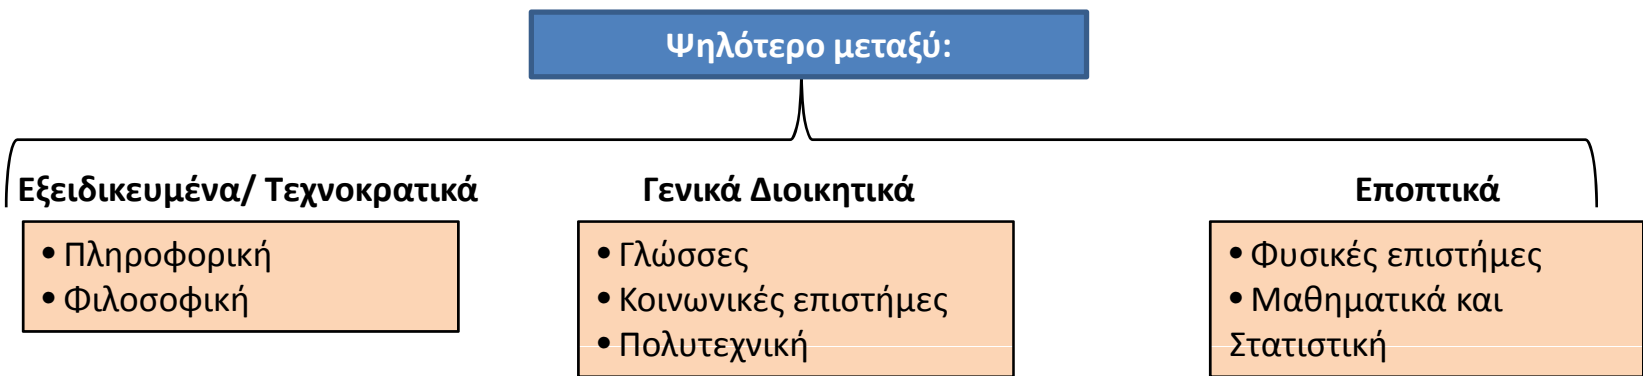 Ψηλότερο μεταξύ:
Εξειδικευμένα/ Τεχνοκρατικά
• Πληροφορική
• Φιλοσοφική
Γενικά Διοικητικά
• Γλώσσες
• Κοινωνικές επιστήμες
• Πολυτεχνική
Εποπτικά
• Φυσικές επιστήμες
• Μαθηματικά και
Στατιστική